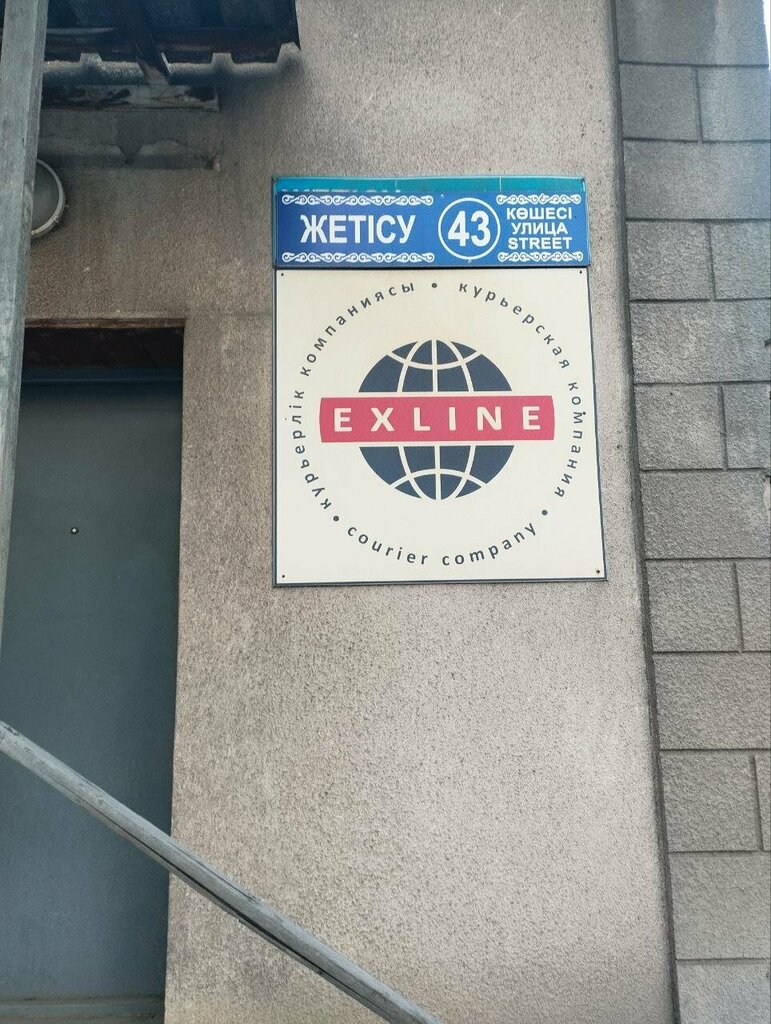 ЖЕТІСУ
43
КӨШЕСІ
УЛИЦА
STREET
курьерлік компаниясы • курьерская компания • courier company •
EXLINE